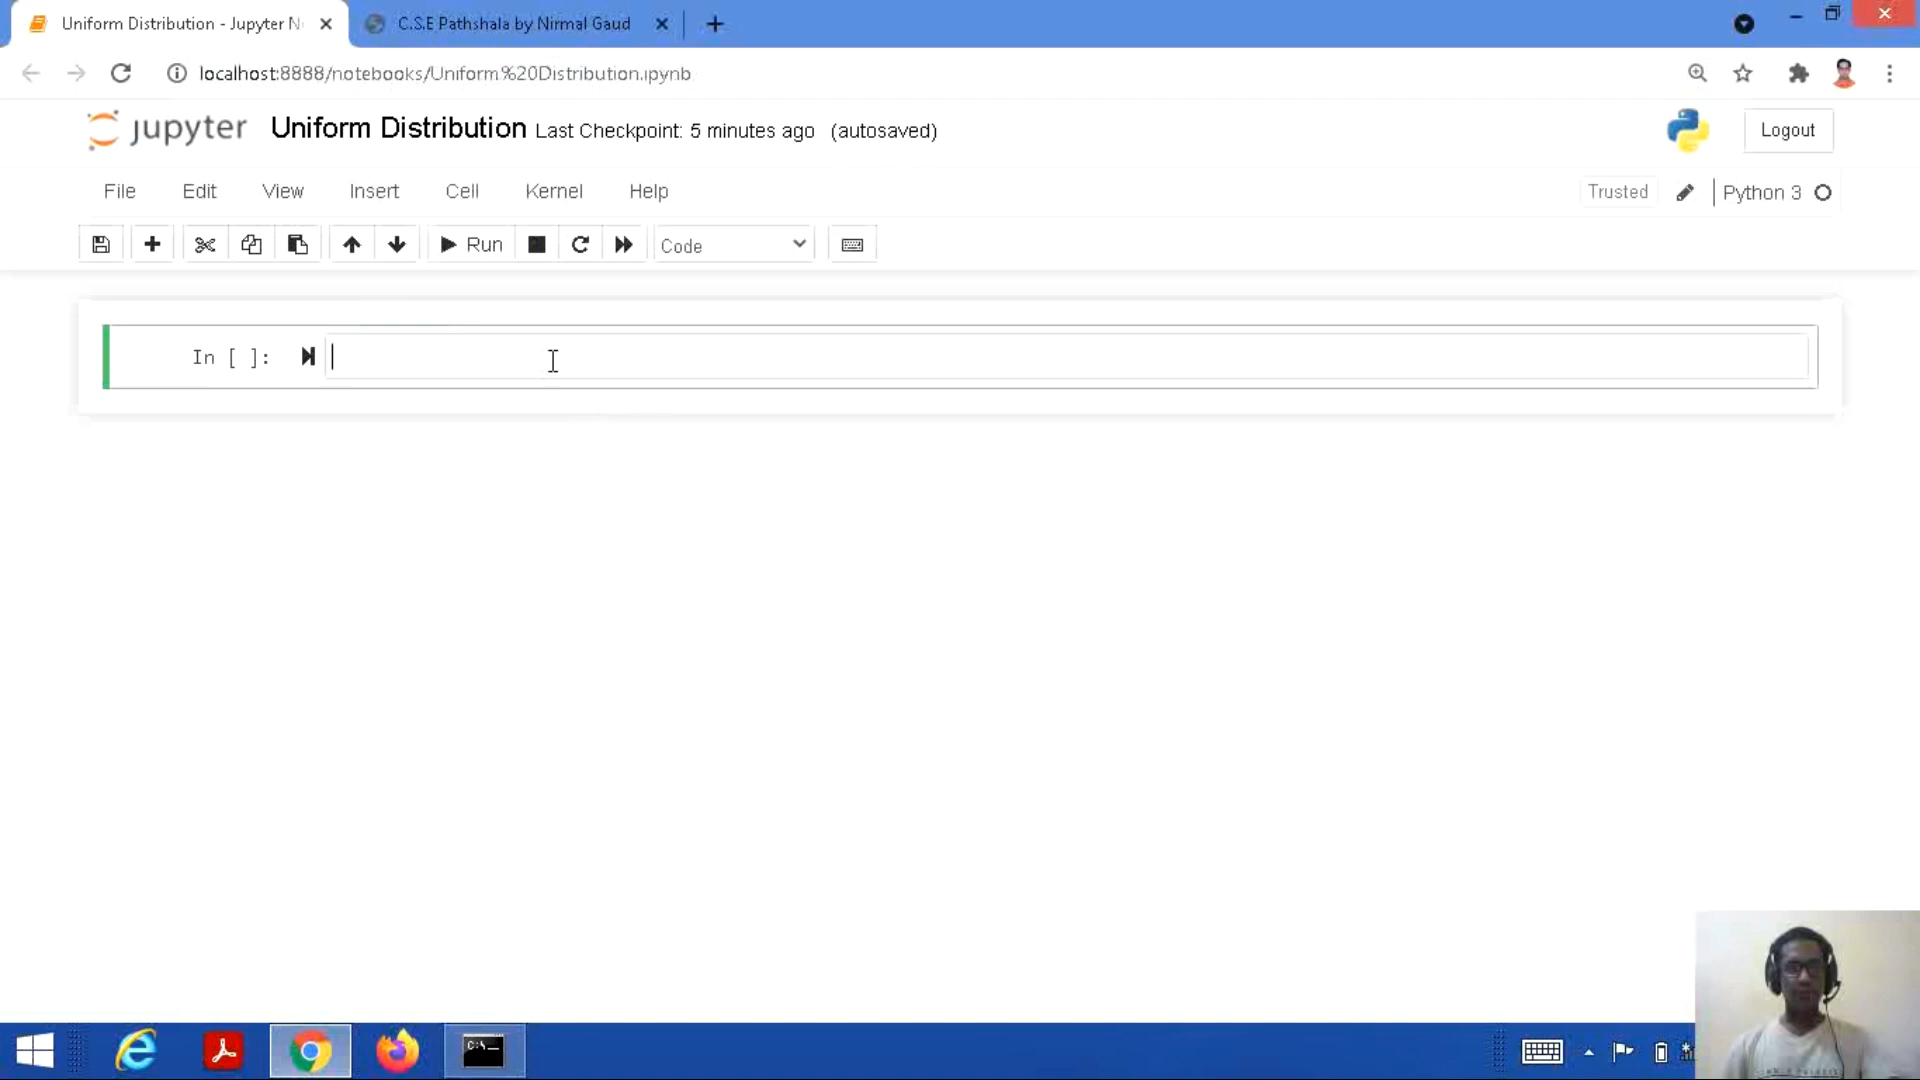 Uniform Distribution - Jupyter N
C.S.E Pathshala by Nirmal Gaud
localhost:8888/notebooks/Uniform%20Distribution.ipynb
jupyter Uniform Distribution Last Checkpoint: 5 minutes ago (autosaved)
Logout
File Edit View Insert Cell Kernel Help
Trusted
Python 3
Run
Code
In [ ]:
C:\_